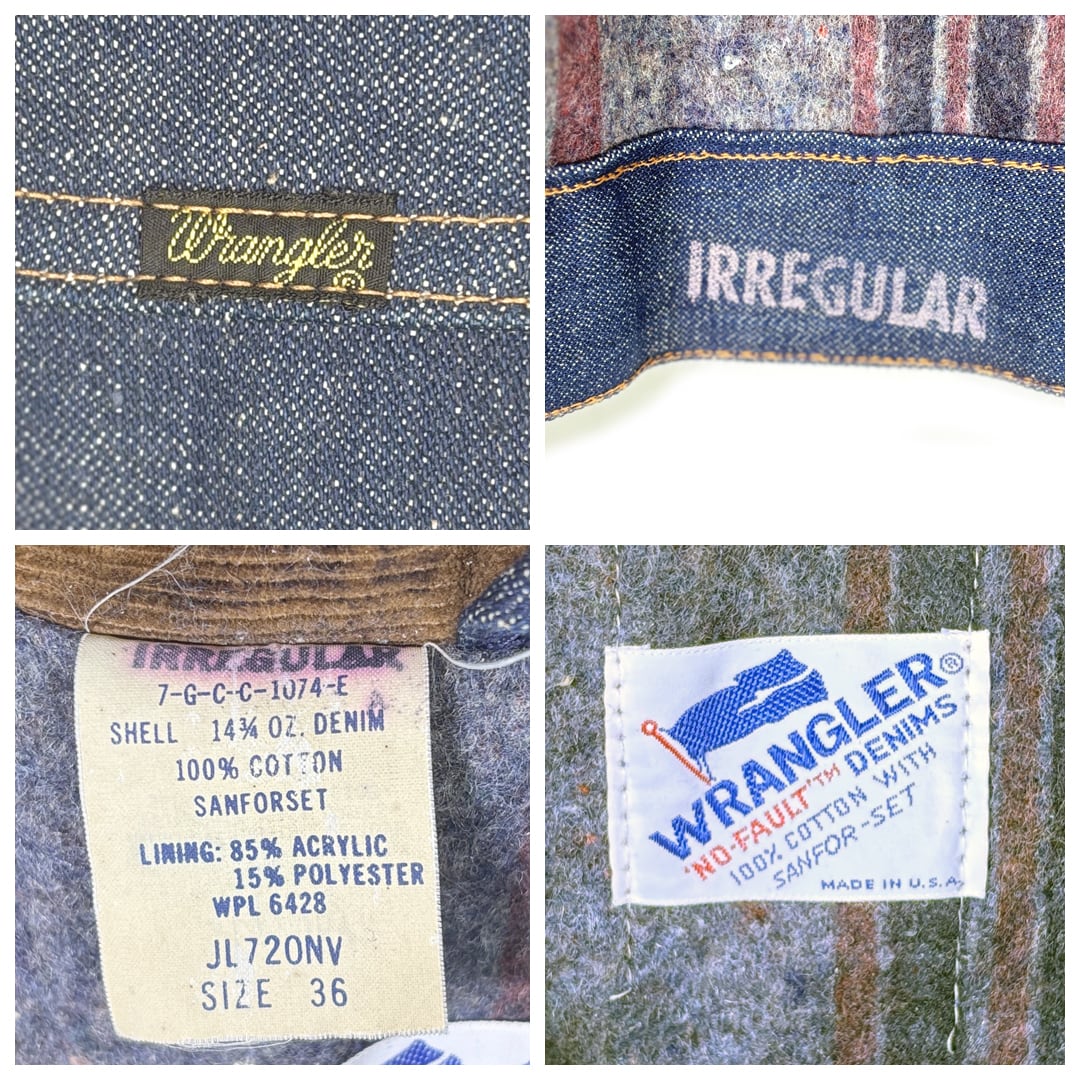 Wrangler®
IRREGULAR
IRREGULAR
7-G-C-C-1074-E
SHELL 14¾ OZ. DENIM
100% COTTON
SANFORSET
LINING: 85% ACRYLIC
15% POLYESTER
WPL 6428
JL720NV
SIZE 36
WRANGLER®
'NO-FAULT'™ DENIMS
100% COTTON WITH
SANFOR-SET
MADE IN U.S.A.